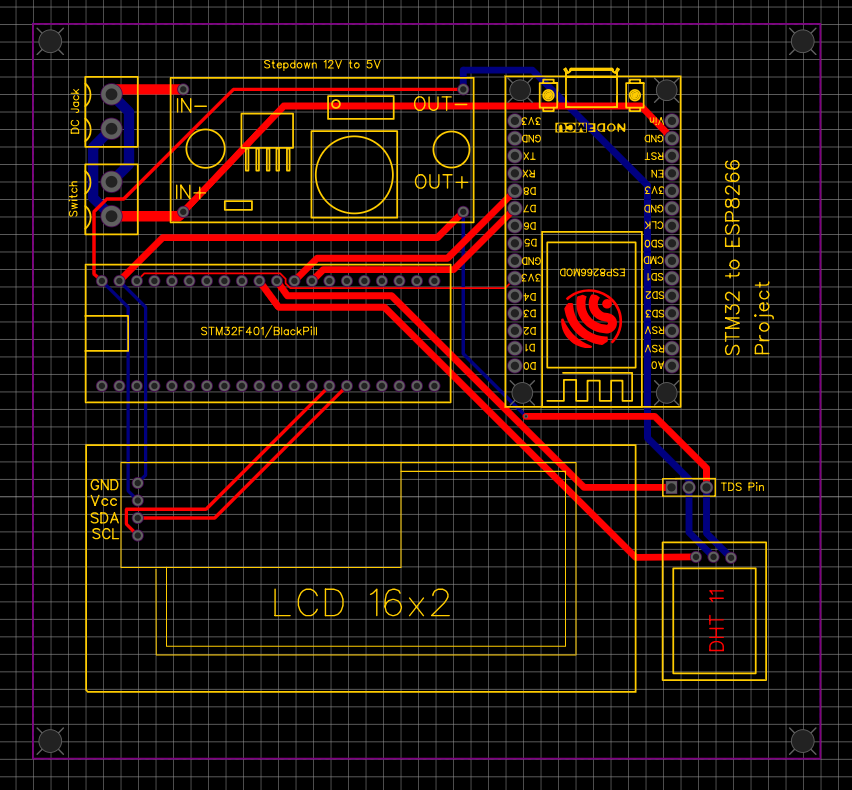 Stepdown 12V to 5V
DC Jack
IN-
OUT-
Switch
IN+
OUT+
NODEMCU
3V3
GND
TX
RX
D8
D7
D6
D5
GND
3V3
D4
D3
D2
D1
D0
Vin
GND
RST
EN
3V3
GND
CLK
SD0
CMD
SD1
SD2
SD3
RSV
RSV
A0
ESP8266MOD
STM32 to ESP8266
Project
STM32F401/BlackPill
GND
Vcc
SDA
SCL
LCD 16x2
TDS Pin
DHT 11